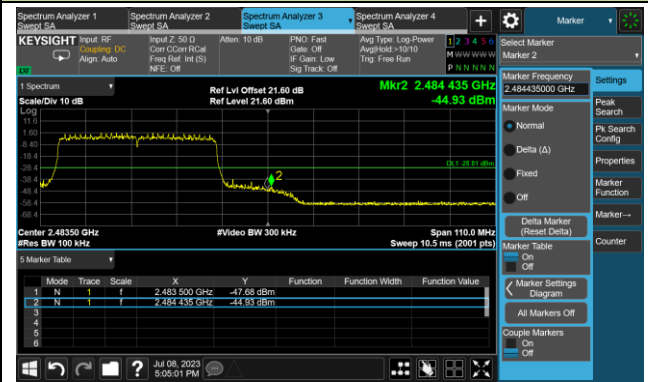 Spectrum Analyzer 1
Swept SA
Spectrum Analyzer 2
Swept SA
Spectrum Analyzer 3
Swept SA
Spectrum Analyzer 4
Swept SA
+
Marker
KEYSIGHT
Input: RF
Coupling: DC
Align: Auto
Input Z: 50 Ω
Corr CCorr RCal
Freq Ref: Int (S)
NFE: Off
Atten: 10 dB
PNO: Fast
Gate: Off
IF Gain: Low
Sig Track: Off
Avg Type: Log-Power
Avg|Hold:>10/10
Trig: Free Run
1 2 3 4 5 6
M W W W W W
P N N N N N
Select Marker
Marker 2
1 Spectrum
Scale/Div 10 dB
Ref Lvl Offset 21.60 dB
Ref Level 21.60 dBm
Mkr2 2.484 435 GHz
-44.93 dBm
Log
11.6
1.60
-8.40
-18.4
-28.4
-38.4
-48.4
-58.4
-68.4
DL1 -28.81 dBm
2
Center 2.48350 GHz
#Res BW 100 kHz
#Video BW 300 kHz
Span 110.0 MHz
Sweep 10.5 ms (2001 pts)
5 Marker Table
Mode Trace Scale X Y Function Function Width Function Value
1 N 1 f 2.483 500 GHz -47.68 dBm
2 N 1 f 2.484 435 GHz -44.93 dBm
3
4
5
6
Marker Frequency
2.484435000 GHz
Marker Mode
Normal
Delta (Δ)
Fixed
Off
Delta Marker
(Reset Delta)
Marker Table
On
Off
Marker Settings
Diagram
All Markers Off
Couple Markers
On
Off
Settings
Peak
Search
Pk Search
Config
Properties
Marker
Function
Marker→
Counter
?
Jul 08, 2023
5:05:01 PM